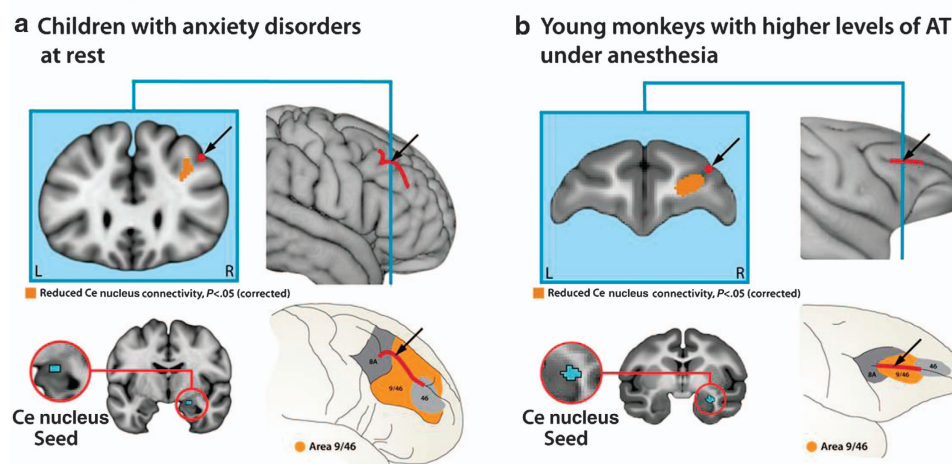 a Children with anxiety disorders
at rest
L R
Reduced Ce nucleus connectivity, P<.05 (corrected)
Ce nucleus
Seed
8A
9/46
46
Area 9/46
b Young monkeys with higher levels of AT
under anesthesia
L R
Reduced Ce nucleus connectivity, P<.05 (corrected)
Ce nucleus
Seed
8A
9/46
46
Area 9/46